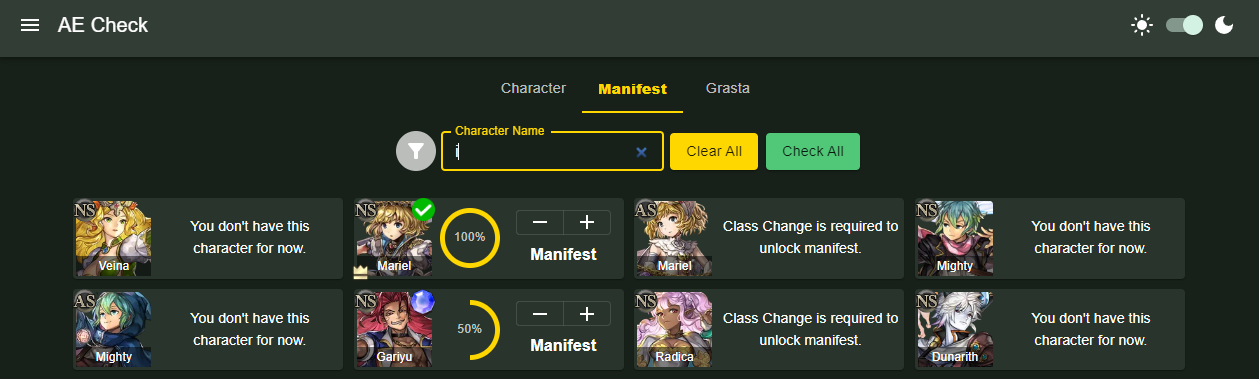 AE Check
Character Manifest Grasta
Character Name
i
Clear All
Check All
NS
Veina
You don't have this
character for now.
NS
Mariel
100%
Manifest
AS
Mariel
Class Change is required to
unlock manifest.
NS
Mighty
You don't have this
character for now.
AS
Mighty
You don't have this
character for now.
NS
Gariyu
50%
Manifest
NS
Radica
Class Change is required to
unlock manifest.
NS
Dunarith
You don't have this
character for now.